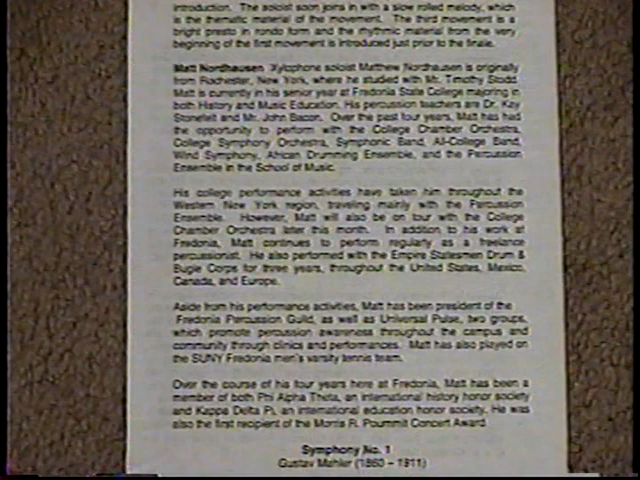 introduction. The soloist soon joins in with a slow rolled melody, which
is the thematic material of the movement. The third movement is a
bright presto in rondo form and the rhythmic material from the very
beginning of the first movement is introduced just prior to the finale.
Matt Nordhausen Xylophone soloist Matthew Nordhausen is originally
from Rochester, New York, where he studied with Mr. Timothy Stodd.
Matt is currently in his senior year at Fredonia State College majoring in
both History and Music Education. His percussion teachers are Dr. Kay
Stonefelt and Mr. John Bacon. Over the past four years, Matt has had
the opportunity to perform with the College Chamber Orchestra,
College Symphony Orchestra, Symphonic Band, All-College Band,
Wind Symphony, African Drumming Ensemble, and the Percussion
Ensemble in the School of Music.
His college performance activities have taken him throughout the
Western New York region, traveling mainly with the Percussion
Ensemble. However, Matt will also be on tour with the College
Chamber Orchestra later this month. In addition to his work at
Fredonia, Matt continues to perform regularly as a freelance
percussionist. He also performed with the Empire Statesmen Drum &
Bugle Corps for three years, throughout the United States, Mexico,
Canada, and Europe.
Aside from his performance activities, Matt has been president of the
Fredonia Percussion Guild, as well as Universal Pulse, two groups,
which promote percussion awareness throughout the campus and
community through clinics and performances. Matt has also played on
the SUNY Fredonia men's varsity tennis team.
Over the course of his four years here at Fredonia, Matt has been a
member of both Phi Alpha Theta, an international history honor society
and Kappa Delta Pi, an international education honor society. He was
also the first recipient of the Morris R. Poummit Concert Award.
Symphony No. 1
Gustav Mahler (1860 – 1911)